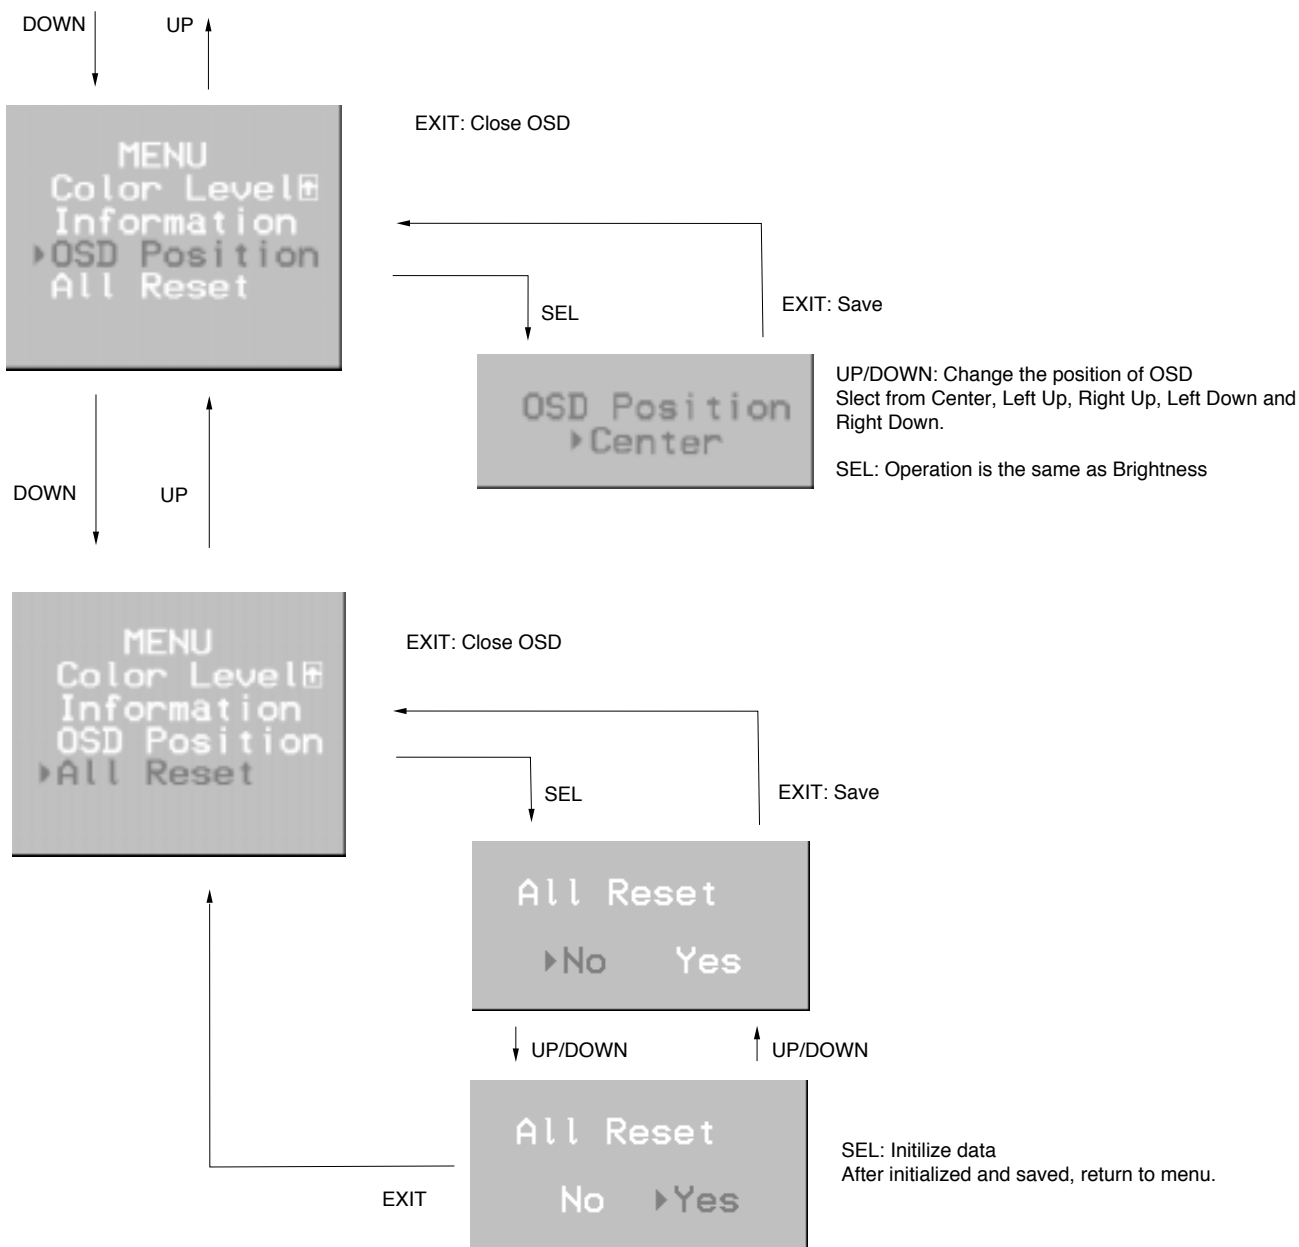 DOWN UP
EXIT: Close OSD
MENU
Color Level
Information
OSD Position
All Reset
SEL
EXIT: Save
OSD Position
Center
UP/DOWN: Change the position of OSD
Slect from Center, Left Up, Right Up, Left Down and
Right Down.
SEL: Operation is the same as Brightness
DOWN UP
MENU
Color Level
Information
OSD Position
All Reset
EXIT: Close OSD
SEL
EXIT: Save
All Reset
No Yes
UP/DOWN UP/DOWN
All Reset
No Yes
EXIT
SEL: Initilize data
After initialized and saved, return to menu.